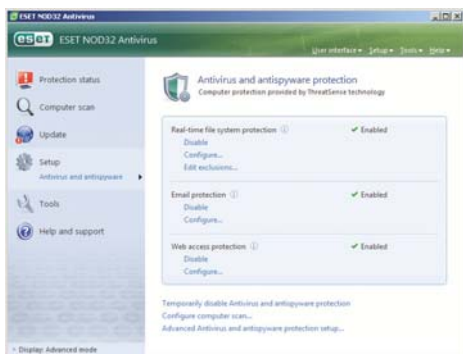 ESET NOD32 Antivirus
eset ESET NOD32 Antivirus
User interface Setup Tools Help
Protection status
Computer scan
Update
Setup
Antivirus and antispyware
Tools
Help and support
Display: Advanced mode
Antivirus and antispyware protection
Computer protection provided by ThreatSense technology
Real-time file system protection Enabled
Disable
Configure...
Edit exclusions...
Email protection Enabled
Disable
Configure...
Web access protection Enabled
Disable
Configure...
Temporarily disable Antivirus and antispyware protection
Configure computer scan...
Advanced Antivirus and antispyware protection setup...